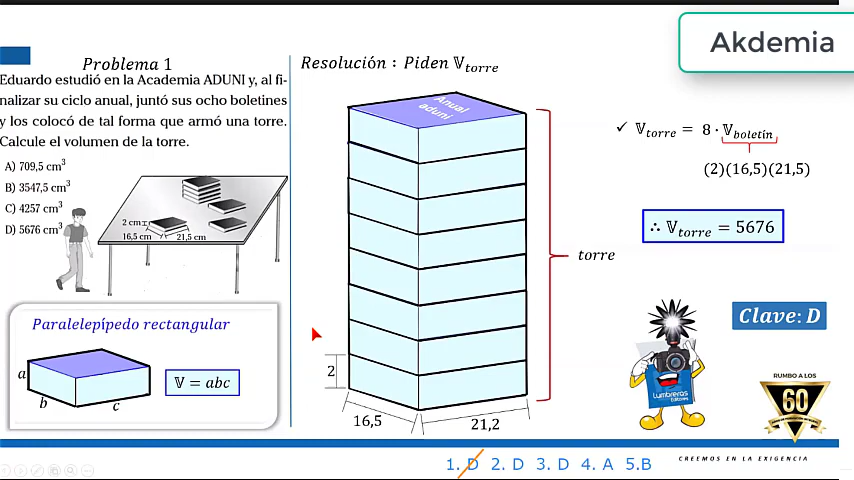 Akdemia
Problema 1
Eduardo estudió en la Academia ADUNI y, al fi-
nalizar su ciclo anual, juntó sus ocho boletines
y los colocó de tal forma que armó una torre.
Calcule el volumen de la torre.
A) 709,5 cm³
B) 3547,5 cm³
C) 4257 cm³
D) 5676 cm³
2 cm
16,5 cm
21,5 cm
Paralelepípedo rectangular
a
b
c
𝕍 = abc
Resolución : Piden 𝕍torre
Anual
aduni
torre
2
16,5
21,2
✓ 𝕍torre = 8 · 𝕍boletín
(2)(16,5)(21,5)
∴ 𝕍torre = 5676
Clave: D
Lumbreras
Editores
RUMBO A LOS
60
1. D 2. D 3. D 4. A 5.B
CREEMOS EN LA EXIGENCIA